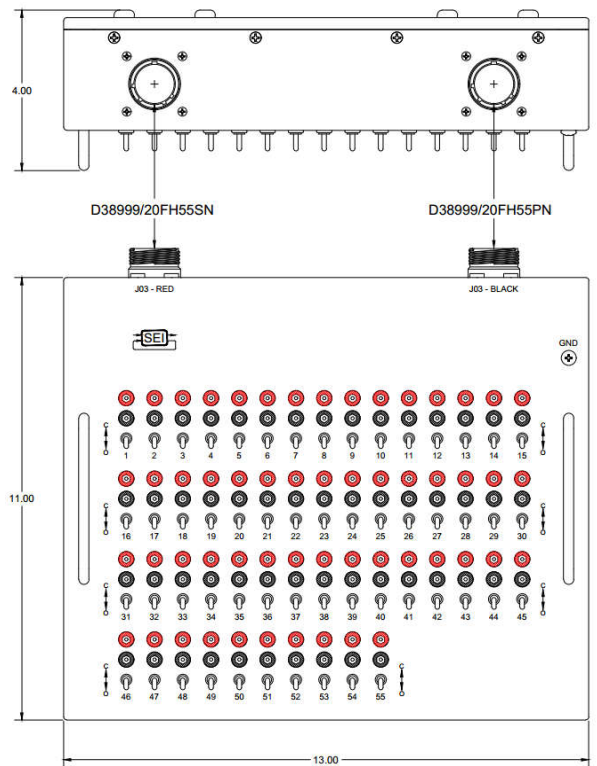 4.00
D38999/20FH55SN
D38999/20FH55PN
J03 - RED
J03 - BLACK
SEI
GND
C
O
1 2 3 4 5 6 7 8 9 10 11 12 13 14 15
C
O
C
O
16 17 18 19 20 21 22 23 24 25 26 27 28 29 30
C
O
11.00
C
O
31 32 33 34 35 36 37 38 39 40 41 42 43 44 45
C
O
C
O
46 47 48 49 50 51 52 53 54 55
C
O
13.00